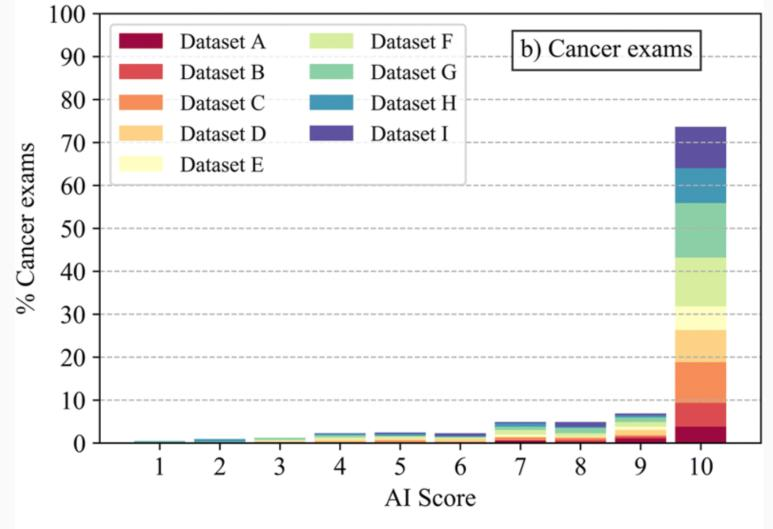 100
90
80
70
60
50
40
30
20
10
0
% Cancer exams
Dataset A
Dataset B
Dataset C
Dataset D
Dataset E
Dataset F
Dataset G
Dataset H
Dataset I
b) Cancer exams
1 2 3 4 5 6 7 8 9 10
AI Score